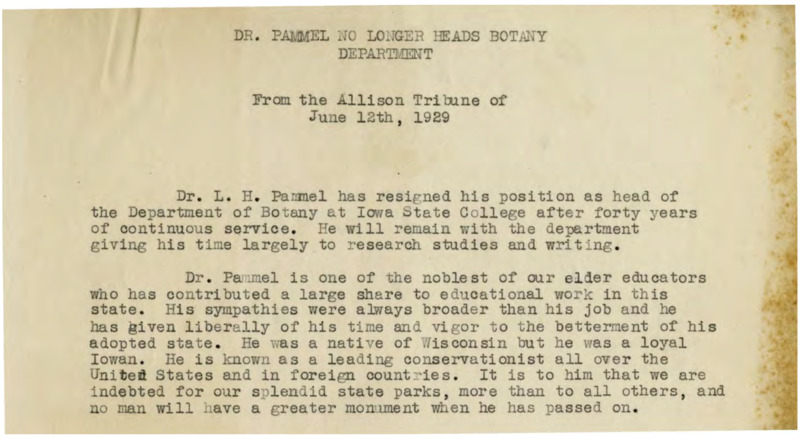 DR. PAMMEL NO LONGER HEADS BOTANY
DEPARTMENT
From the Allison Tribune of
June 12th, 1929
Dr. L. H. Pammel has resigned his position as head of
the Department of Botany at Iowa State College after forty years
of continuous service. He will remain with the department
giving his time largely to research studies and writing.
Dr. Pammel is one of the noblest of our elder educators
who has contributed a large share to educational work in this
state. His sympathies were always broader than his job and he
has given liberally of his time and vigor to the betterment of his
adopted state. He was a native of Wisconsin but he was a loyal
Iowan. He is known as a leading conservationist all over the
United States and in foreign countries. It is to him that we are
indebted for our splendid state parks, more than to all others, and
no man will have a greater monument when he has passed on.